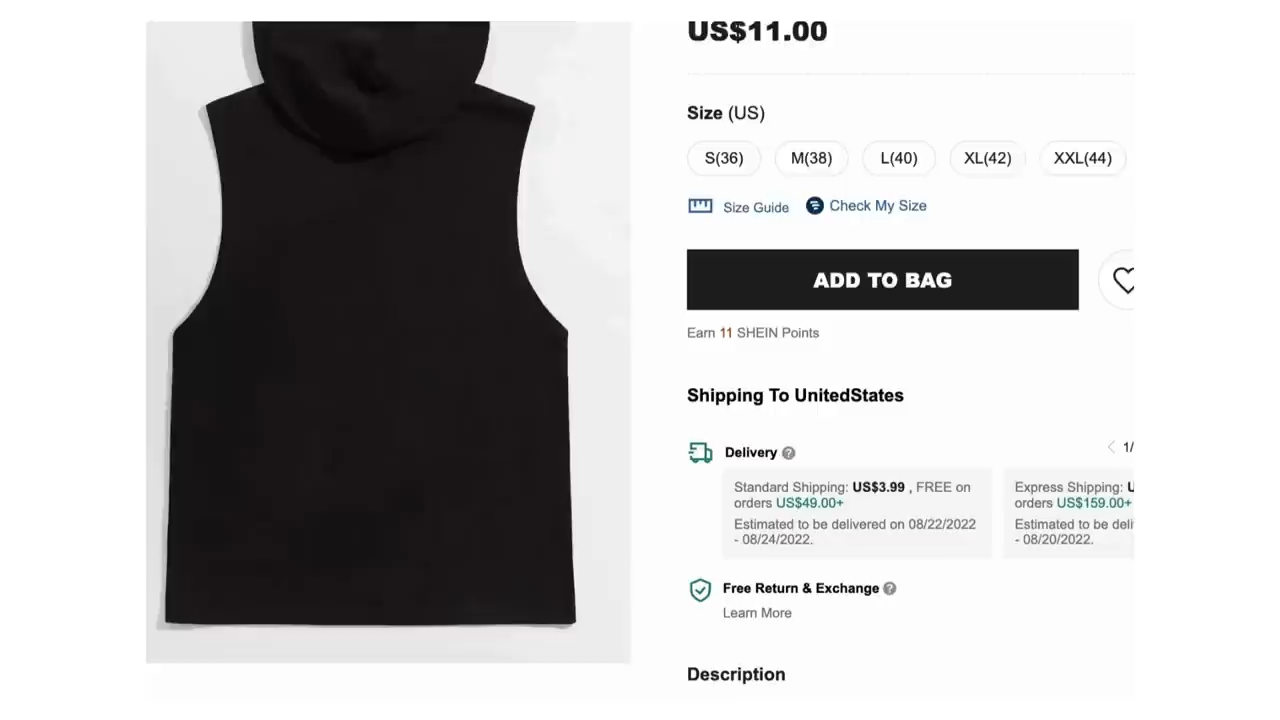 US$11.00
Size (US)
S(36) M(38) L(40) XL(42) XXL(44)
Size Guide Check My Size
ADD TO BAG
Earn 11 SHEIN Points
Shipping To UnitedStates
Delivery ?
1/
Standard Shipping: US$3.99 , FREE on
orders US$49.00+
Estimated to be delivered on 08/22/2022
- 08/24/2022.
Express Shipping: U
orders US$159.00+
Estimated to be deli
- 08/20/2022.
Free Return & Exchange ?
Learn More
Description